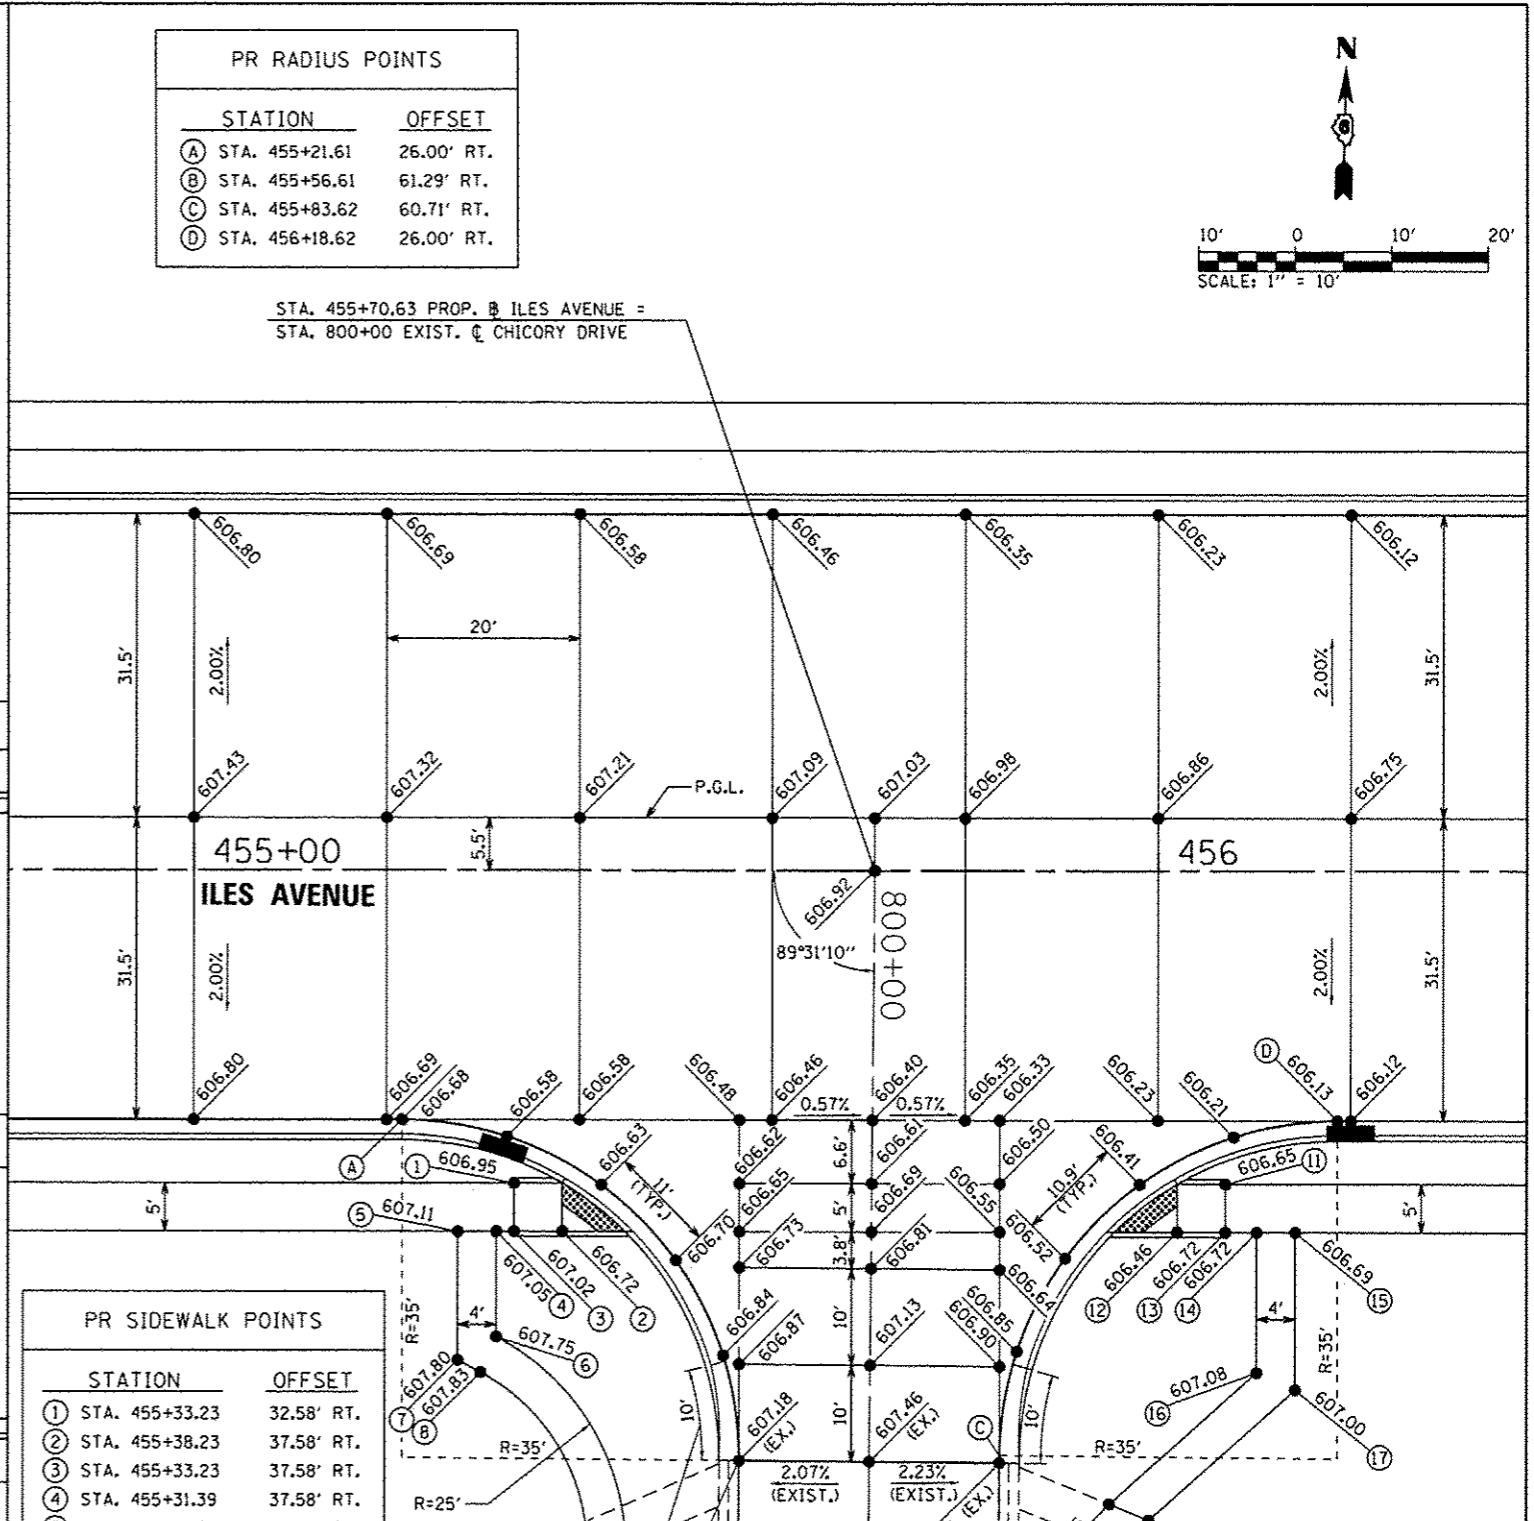 PR RADIUS POINTS
STATION OFFSET
A STA. 455+21.61 26.00' RT.
B STA. 455+56.61 61.29' RT.
C STA. 455+83.62 60.71' RT.
D STA. 456+18.62 26.00' RT.
N
10' 0 10' 20'
SCALE: 1" = 10'
STA. 455+70.63 PROP. ILES AVENUE =
STA. 800+00 EXIST. ℄ CHICORY DRIVE
606.80 606.69 606.58 606.46 606.35 606.23 606.12
20'
31.5' 2.00% 2.00% 31.5'
607.43 607.32 607.21 P.G.L. 607.09 607.03 606.98 606.86 606.75
5.5'
455+00 456
ILES AVENUE
606.92
800+00
89°31'10"
31.5' 2.00% 2.00% 31.5'
606.80 606.69 606.68 606.58 606.58 606.48 606.46 606.40 606.35 606.33 606.23 606.21 D 606.13 606.12
0.57% 0.57%
A 1 606.95 606.63 606.62 6.6' 606.61 606.50 606.41 606.65 11
11' (TYP.) 10.9' (TYP.)
5' 5 607.11 606.70 606.65 5' 606.69 606.55 606.52 5'
606.73 3.8' 606.81 606.64
607.05 4 607.02 3 606.72 2 606.46 12 606.72 13 606.72 14 606.69 15
R=35' 4' 607.75 6 606.84 606.87 10' 607.13 606.85 606.90 4' R=35'
PR SIDEWALK POINTS
607.80 7
607.83 8
607.08 16
607.00 17
STATION OFFSET
1 STA. 455+33.23 32.58' RT.
2 STA. 455+38.23 37.58' RT.
3 STA. 455+33.23 37.58' RT.
4 STA. 455+31.39 37.58' RT.
10' 607.18 (EX.) 10' 607.46 (EX.) C 10'
R=35' R=35'
R=25'
2.07% (EXIST.) 2.23% (EXIST.)
(EX.)